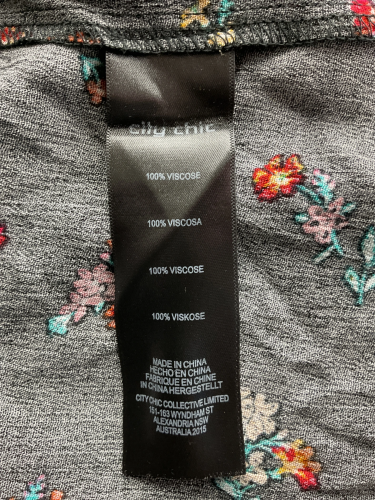 city chic
100% VISCOSE
100% VISCOSA
100% VISCOSE
100% VISKOSE
MADE IN CHINA
HECHO EN CHINA
FABRIQUE EN CHINE
IN CHINA HERGESTELLT
CITY CHIC COLLECTIVE LIMITED
151-163 WYNDHAM ST
ALEXANDRIA NSW
AUSTRALIA 2015